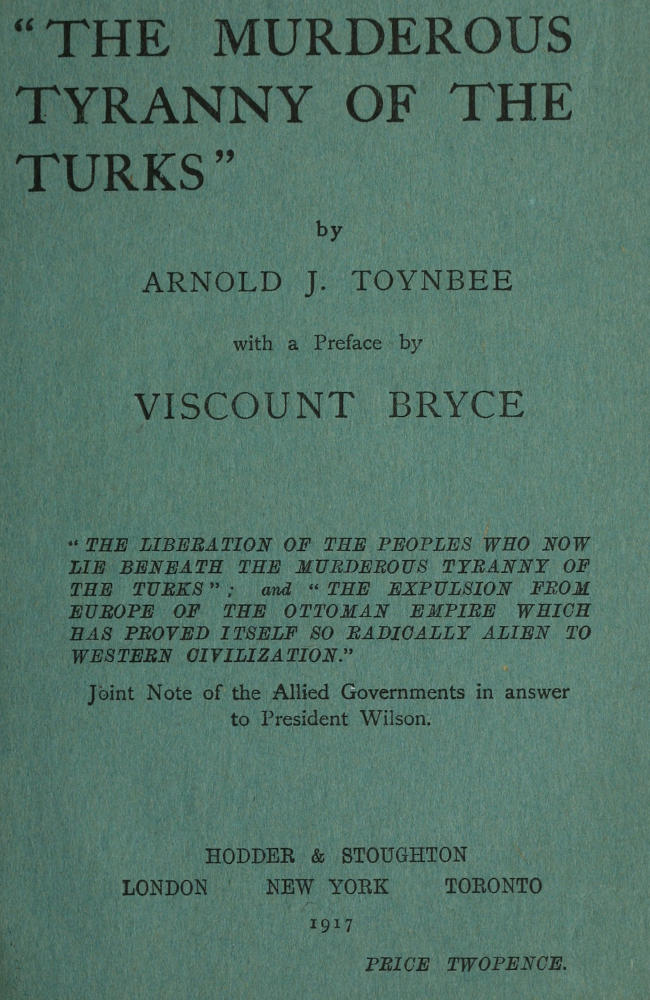 “THE MURDEROUS
TYRANNY OF THE
TURKS”
by
ARNOLD J. TOYNBEE
with a Preface by
VISCOUNT BRYCE
“ THE LIBERATION OF THE PEOPLES WHO NOW
LIE BENEATH THE MURDEROUS TYRANNY OF
THE TURKS” ; and “ THE EXPULSION FROM
EUROPE OF THE OTTOMAN EMPIRE WHICH
HAS PROVED ITSELF SO RADICALLY ALIEN TO
WESTERN CIVILIZATION.”
Joint Note of the Allied Governments in answer
to President Wilson.
HODDER & STOUGHTON
LONDON NEW YORK TORONTO
1917
PRICE TWOPENCE.